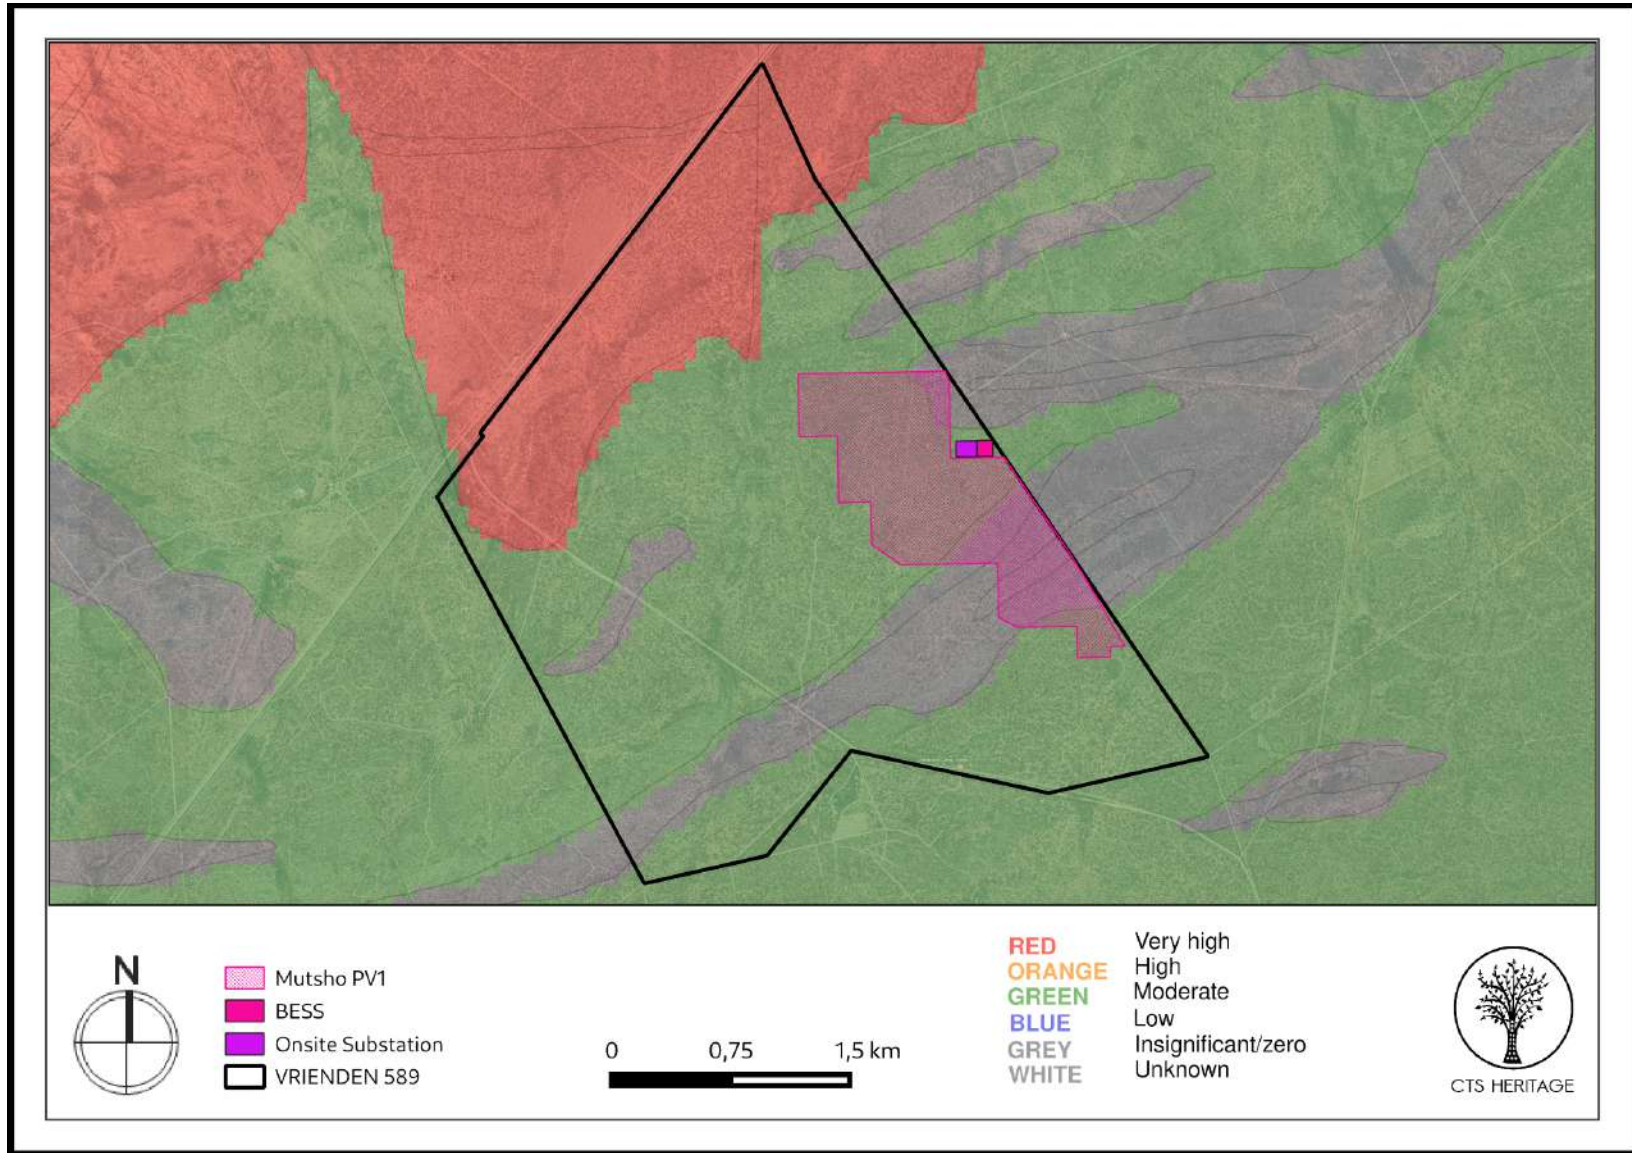 N
Mutsho PV1
BESS
Onsite Substation
VRIENDEN 589
0 0,75 1,5 km
RED Very high
ORANGE High
GREEN Moderate
BLUE Low
GREY Insignificant/zero
WHITE Unknown
CTS HERITAGE